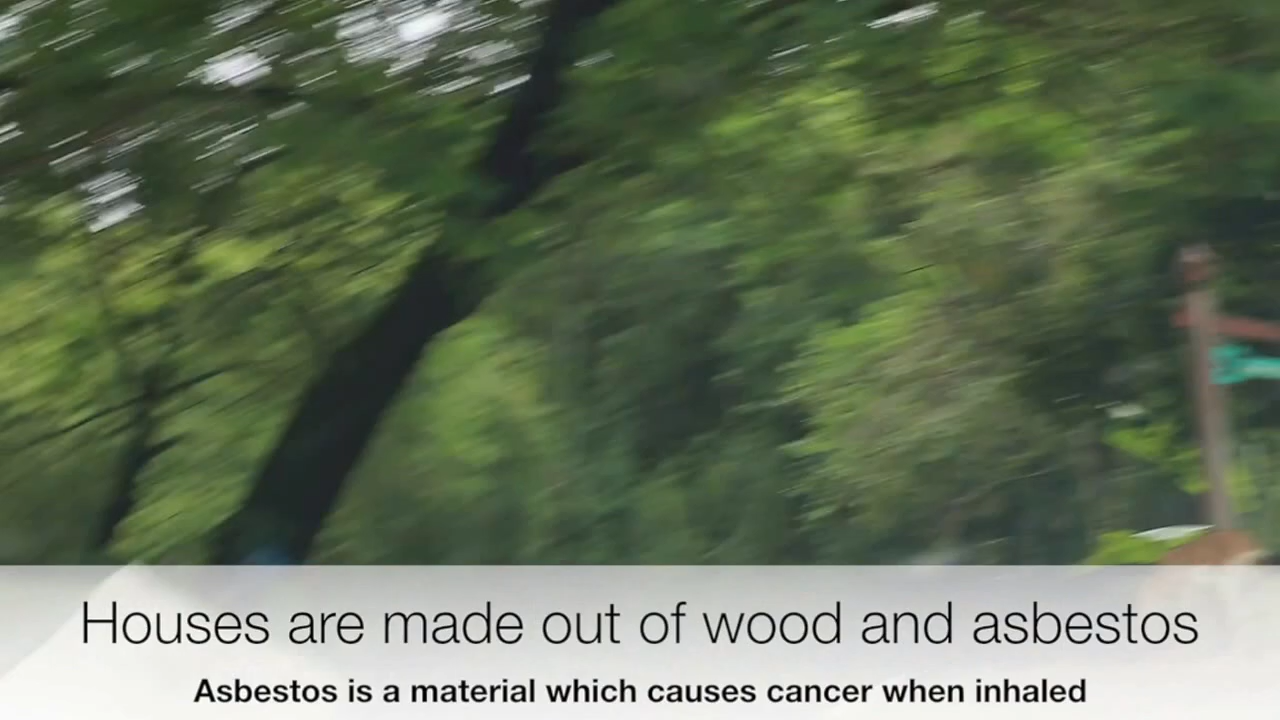 Houses are made out of wood and asbestos
Asbestos is a material which causes cancer when inhaled